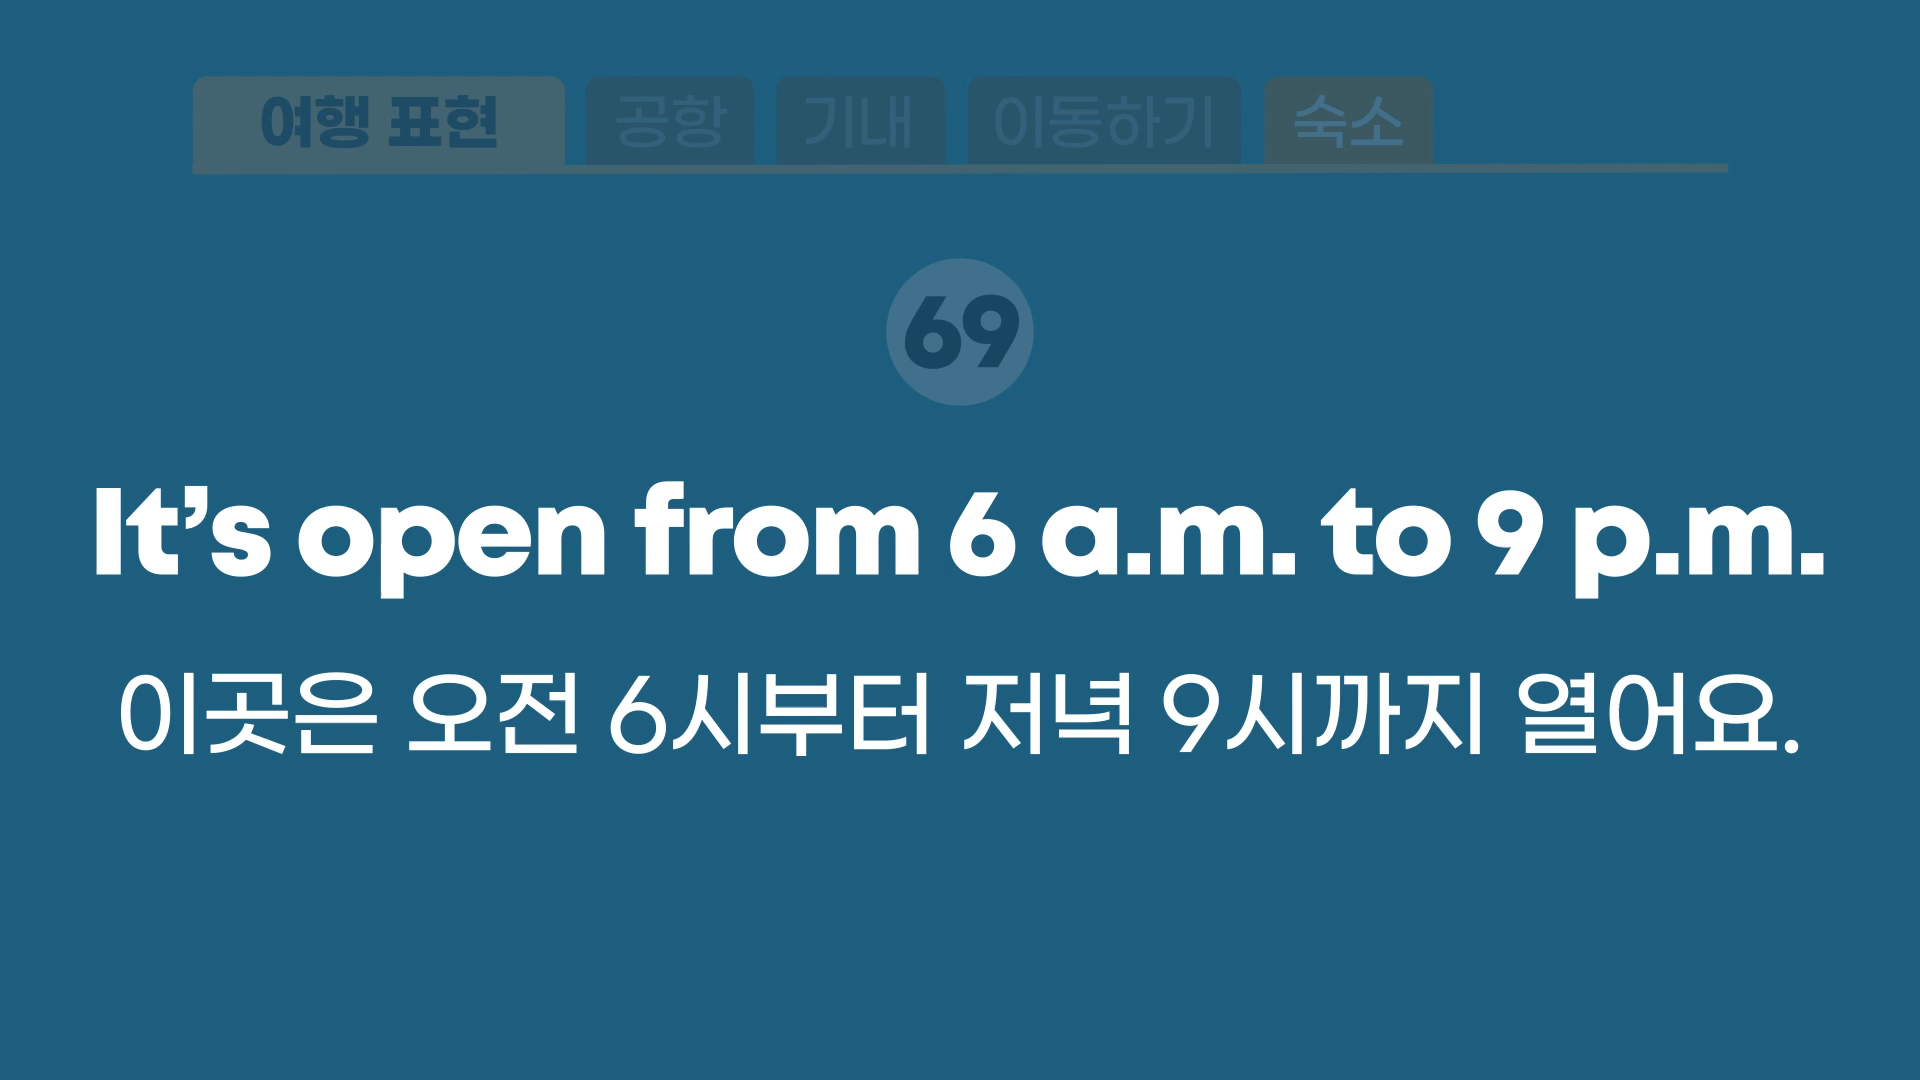 여행 표현 공항 기내 이동하기 숙소
69
It's open from 6 a.m. to 9 p.m.
이곳은 오전 6시부터 저녁 9시까지 열어요.